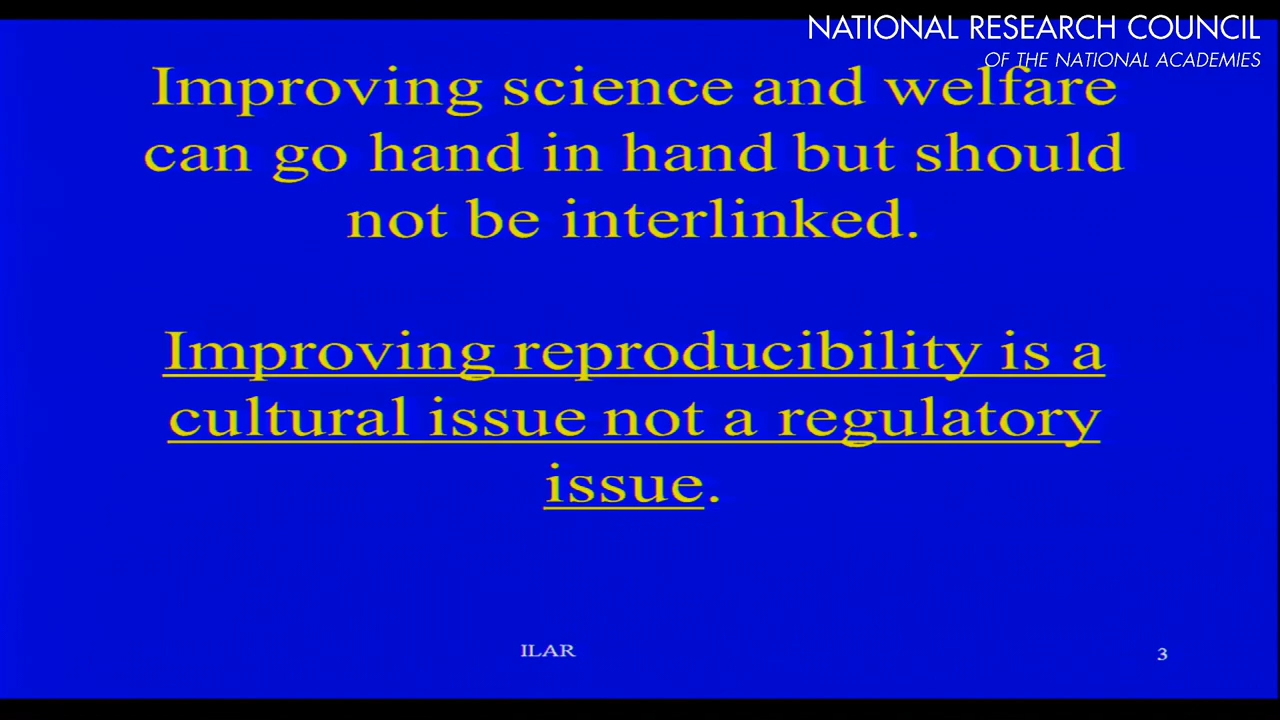 NATIONAL RESEARCH COUNCIL
OF THE NATIONAL ACADEMIES
Improving science and welfare
can go hand in hand but should
not be interlinked.
Improving reproducibility is a
cultural issue not a regulatory
issue.
ILAR
3